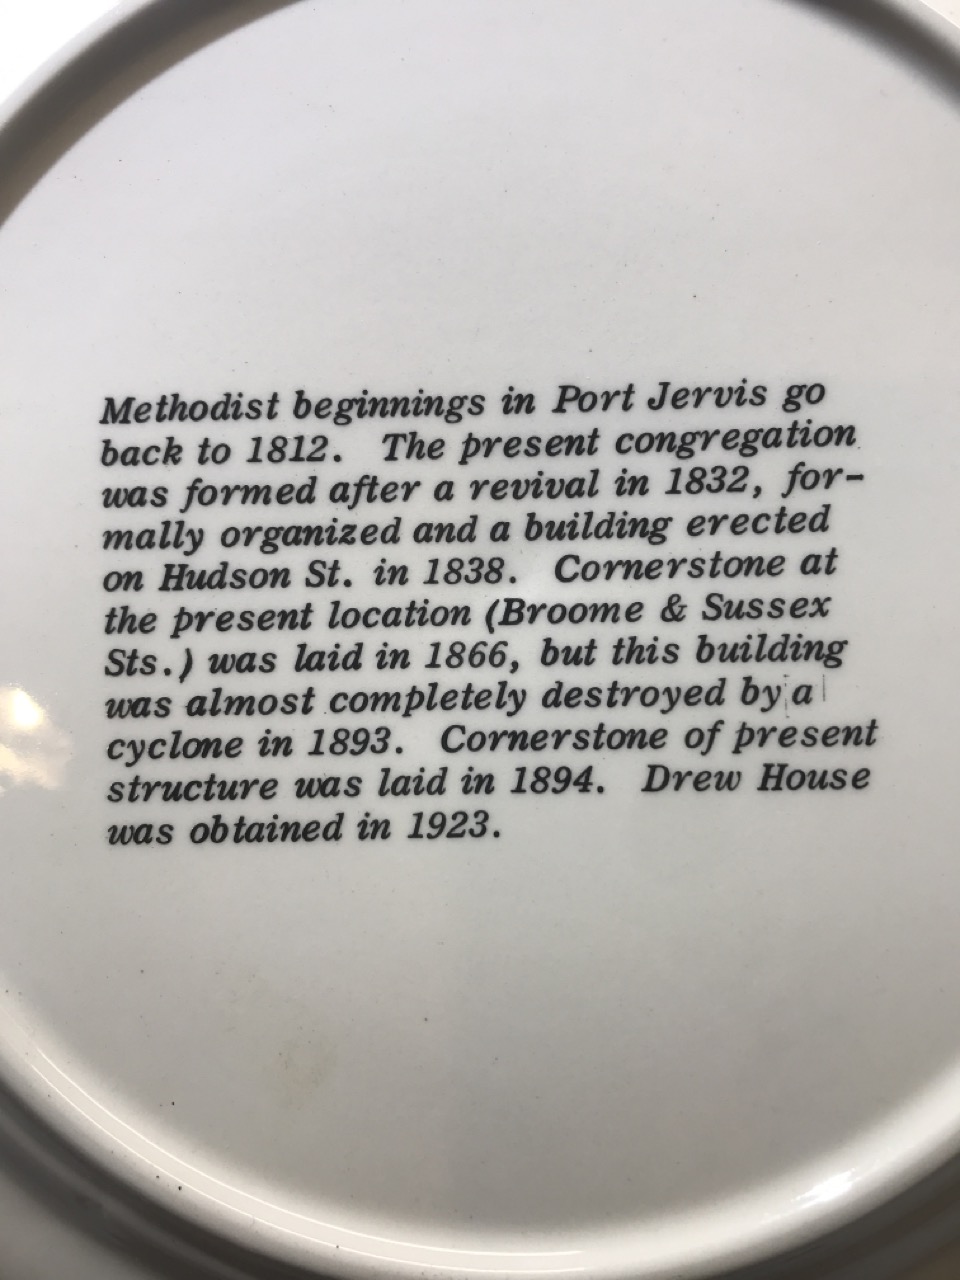 Methodist beginnings in Port Jervis go
back to 1812. The present congregation
was formed after a revival in 1832, for-
mally organized and a building erected
on Hudson St. in 1838. Cornerstone at
the present location (Broome & Sussex
Sts.) was laid in 1866, but this building
was almost completely destroyed by a
cyclone in 1893. Cornerstone of present
structure was laid in 1894. Drew House
was obtained in 1923.